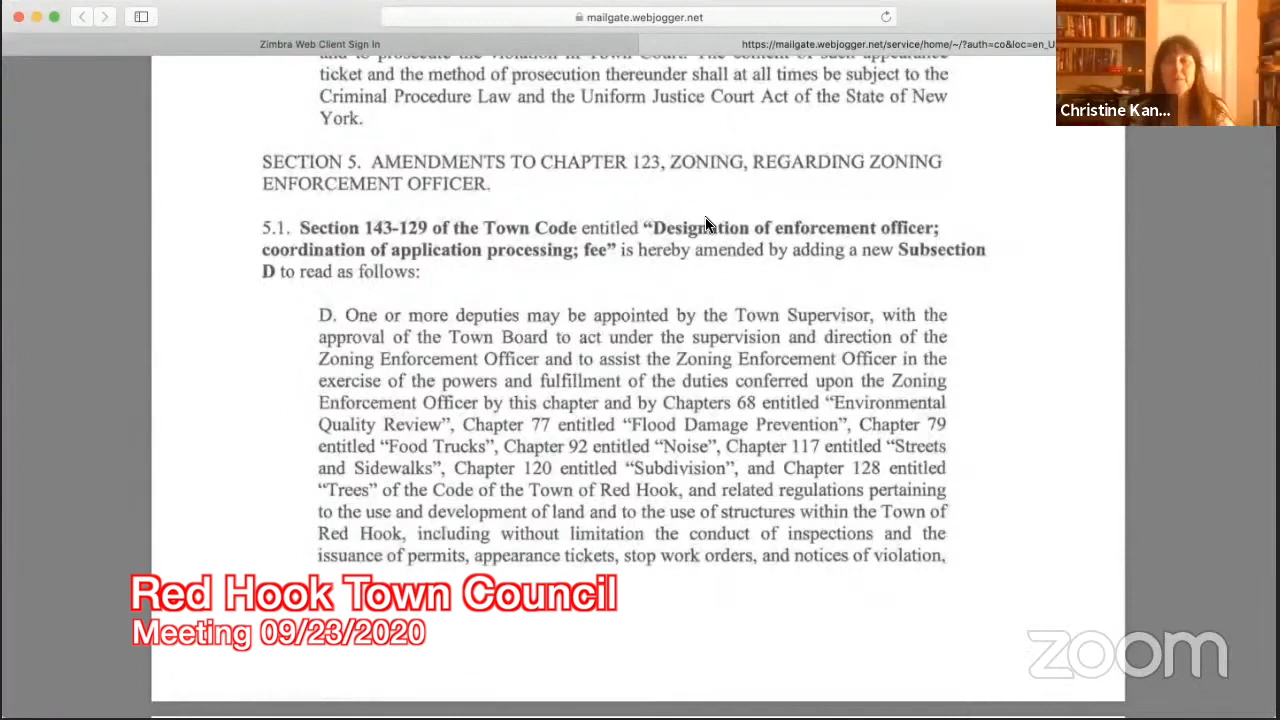 mailgate.webjogger.net
Zimbra Web Client Sign In
https://mailgate.webjogger.net/service/home/~/?auth=co&loc=en_U
Christine Kan...
and to prosecute the violation in Town Court. The content of such appearance
ticket and the method of prosecution thereunder shall at all times be subject to the
Criminal Procedure Law and the Uniform Justice Court Act of the State of New
York.
SECTION 5. AMENDMENTS TO CHAPTER 123, ZONING, REGARDING ZONING
ENFORCEMENT OFFICER.
5.1. Section 143-129 of the Town Code entitled “Designation of enforcement officer;
coordination of application processing; fee” is hereby amended by adding a new Subsection
D to read as follows:
D. One or more deputies may be appointed by the Town Supervisor, with the
approval of the Town Board to act under the supervision and direction of the
Zoning Enforcement Officer and to assist the Zoning Enforcement Officer in the
exercise of the powers and fulfillment of the duties conferred upon the Zoning
Enforcement Officer by this chapter and by Chapters 68 entitled “Environmental
Quality Review”, Chapter 77 entitled “Flood Damage Prevention”, Chapter 79
entitled “Food Trucks”, Chapter 92 entitled “Noise”, Chapter 117 entitled “Streets
and Sidewalks”, Chapter 120 entitled “Subdivision”, and Chapter 128 entitled
“Trees” of the Code of the Town of Red Hook, and related regulations pertaining
to the use and development of land and to the use of structures within the Town of
Red Hook, including without limitation the conduct of inspections and the
issuance of permits, appearance tickets, stop work orders, and notices of violation,
Red Hook Town Council
Meeting 09/23/2020
zoom